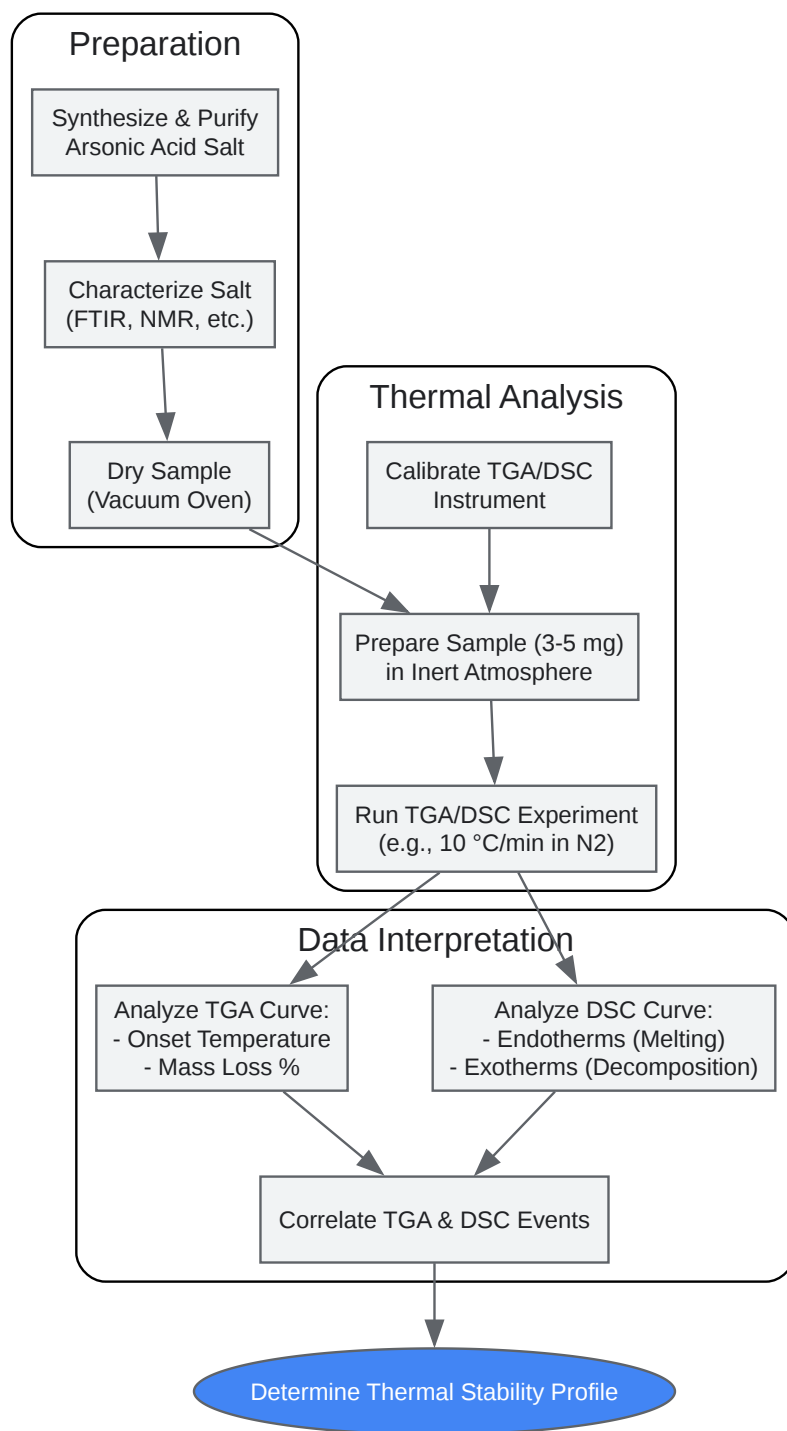 Preparation
Synthesize & Purify
Arsonic Acid Salt
Characterize Salt
(FTIR, NMR, etc.)
Dry Sample
(Vacuum Oven)
Thermal Analysis
Calibrate TGA/DSC
Instrument
Prepare Sample (3-5 mg)
in Inert Atmosphere
Run TGA/DSC Experiment
(e.g., 10 °C/min in N2)
Data Interpretation
Analyze TGA Curve:
- Onset Temperature
- Mass Loss %
Analyze DSC Curve:
- Endotherms (Melting)
- Exotherms (Decomposition)
Correlate TGA & DSC Events
Determine Thermal Stability Profile